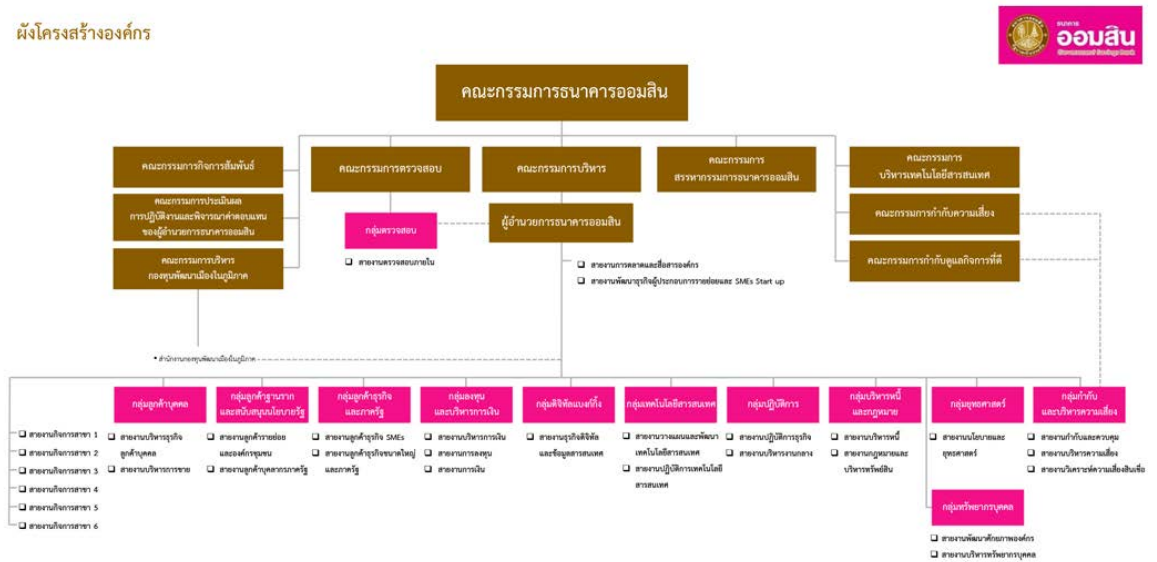 ผังโครงสร้างองค์กร
ธนาคาร
ออมสิน
Government Savings Bank
คณะกรรมการธนาคารออมสิน
คณะกรรมการกิจการสัมพันธ์
คณะกรรมการตรวจสอบ
คณะกรรมการบริหาร
คณะกรรมการ
สรรหากรรมการธนาคารออมสิน
คณะกรรมการ
บริหารเทคโนโลยีสารสนเทศ
คณะกรรมการประเมินผล
การปฏิบัติงานและพิจารณาค่าตอบแทน
ของผู้อำนวยการธนาคารออมสิน
กลุ่มตรวจสอบ
ผู้อำนวยการธนาคารออมสิน
คณะกรรมการกำกับความเสี่ยง
คณะกรรมการบริหาร
กองทุนพัฒนาเมืองในภูมิภาค
❑ สายงานตรวจสอบภายใน
❑ สายงานการตลาดและสื่อสารองค์กร
❑ สายงานพัฒนาธุรกิจผู้ประกอบการรายย่อยและ SMEs Start up
คณะกรรมการกำกับดูแลกิจการที่ดี
* สำนักงานกองทุนพัฒนาเมืองในภูมิภาค
❑ สายงานกิจการสาขา 1
❑ สายงานกิจการสาขา 2
❑ สายงานกิจการสาขา 3
❑ สายงานกิจการสาขา 4
❑ สายงานกิจการสาขา 5
❑ สายงานกิจการสาขา 6
กลุ่มลูกค้าบุคคล
❑ สายงานบริหารธุรกิจ
ลูกค้าบุคคล
❑ สายงานบริหารการขาย
กลุ่มลูกค้าฐานราก
และสนับสนุนนโยบายรัฐ
❑ สายงานลูกค้ารายย่อย
และองค์กรชุมชน
❑ สายงานลูกค้าบุคลากรภาครัฐ
กลุ่มลูกค้าธุรกิจ
และภาครัฐ
❑ สายงานลูกค้าธุรกิจ SMEs
❑ สายงานลูกค้าธุรกิจขนาดใหญ่
และภาครัฐ
กลุ่มลงทุน
และบริหารการเงิน
❑ สายงานบริหารการเงิน
❑ สายงานการลงทุน
❑ สายงานการเงิน
กลุ่มดิจิทัลแบงก์กิ้ง
❑ สายงานธุรกิจดิจิทัล
และข้อมูลสารสนเทศ
กลุ่มเทคโนโลยีสารสนเทศ
❑ สายงานวางแผนและพัฒนา
เทคโนโลยีสารสนเทศ
❑ สายงานปฏิบัติการเทคโนโลยี
สารสนเทศ
กลุ่มปฏิบัติการ
❑ สายงานปฏิบัติการธุรกิจ
❑ สายงานบริหารงานกลาง
กลุ่มบริหารหนี้
และกฎหมาย
❑ สายงานบริหารหนี้
❑ สายงานกฎหมายและ
บริหารทรัพย์สิน
กลุ่มยุทธศาสตร์
❑ สายงานนโยบายและ
ยุทธศาสตร์
กลุ่มกำกับ
และบริหารความเสี่ยง
❑ สายงานกำกับและควบคุม
❑ สายงานบริหารความเสี่ยง
❑ สายงานวิเคราะห์ความเสี่ยงสินเชื่อ
กลุ่มทรัพยากรบุคคล
❑ สายงานพัฒนาศักยภาพองค์กร
❑ สายงานบริหารทรัพยากรบุคคล